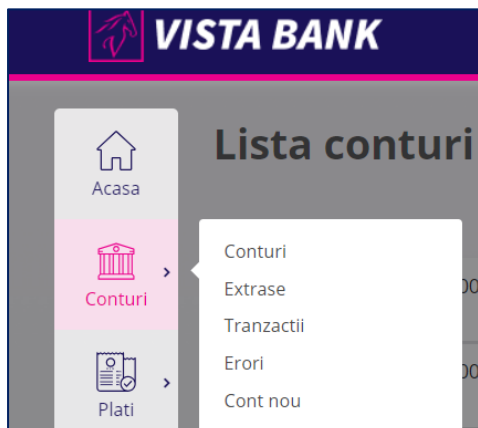 VISTA BANK
Lista conturi
Acasa
Conturi
Conturi
Extrase
Tranzactii
Erori
Cont nou
Plati